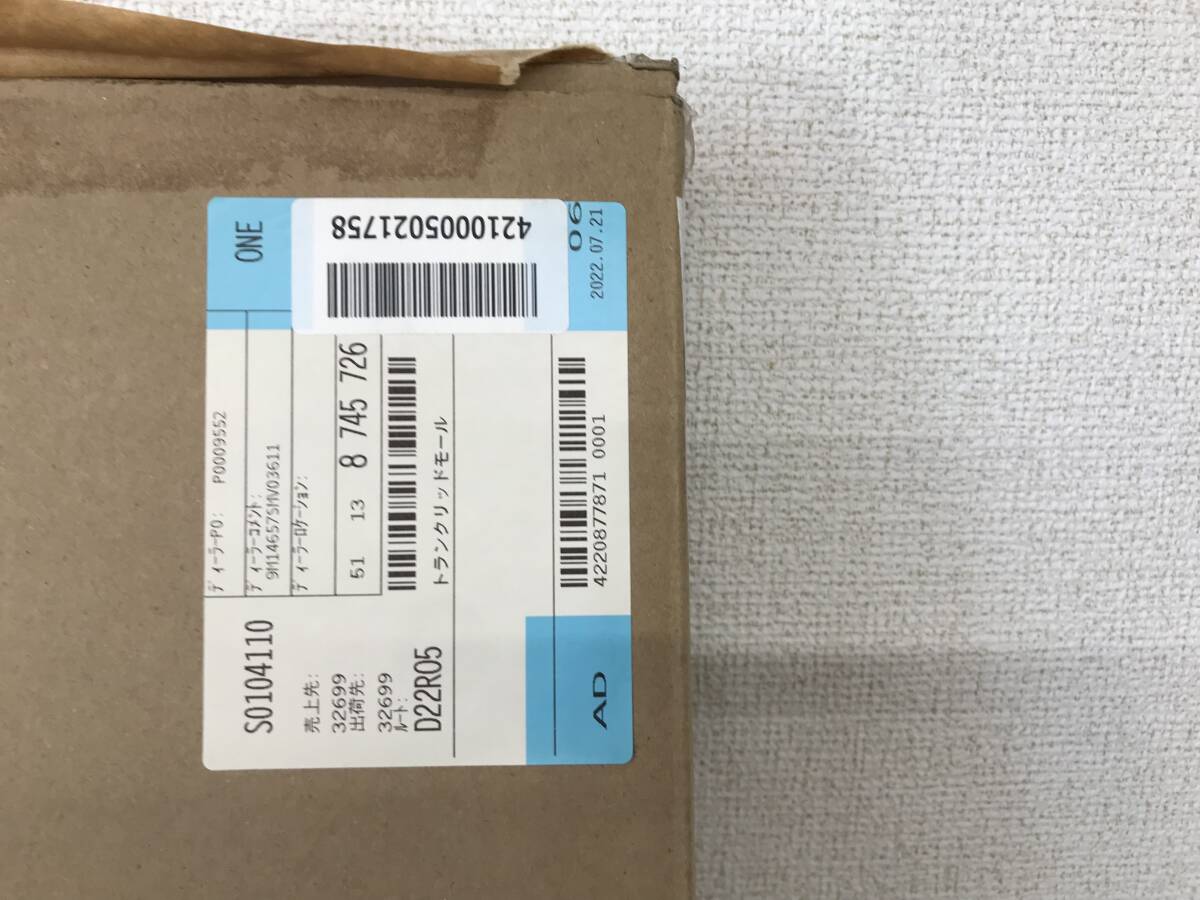 4210005021758
ONE
06
2022.07.21
ディーラーPO: P0009552
ディーラーコメント:
9M14657SMV03611
ディーラーロケーション:
51 13 8 745 726
トランクリッドモール
4220877871 0001
S0104110
売上先:
32699
出荷先:
32699
ルート:
D22R05
AD